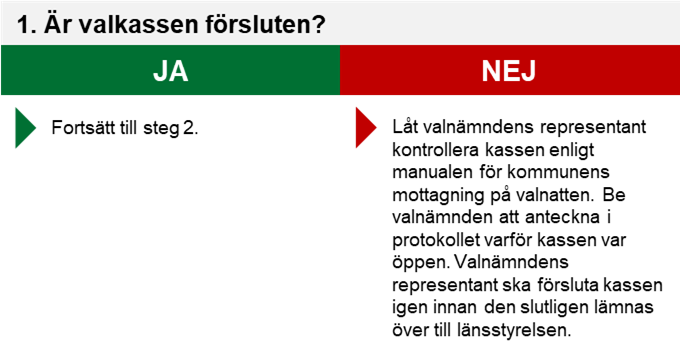 1. Är valkassen försluten?
JA
NEJ
Fortsätt till steg 2.
Låt valnämndens representant
kontrollera kassen enligt
manualen för kommunens
mottagning på valnatten. Be
valnämnden att anteckna i
protokollet varför kassen var
öppen. Valnämndens
representant ska försluta kassen
igen innan den slutligen lämnas
över till länsstyrelsen.